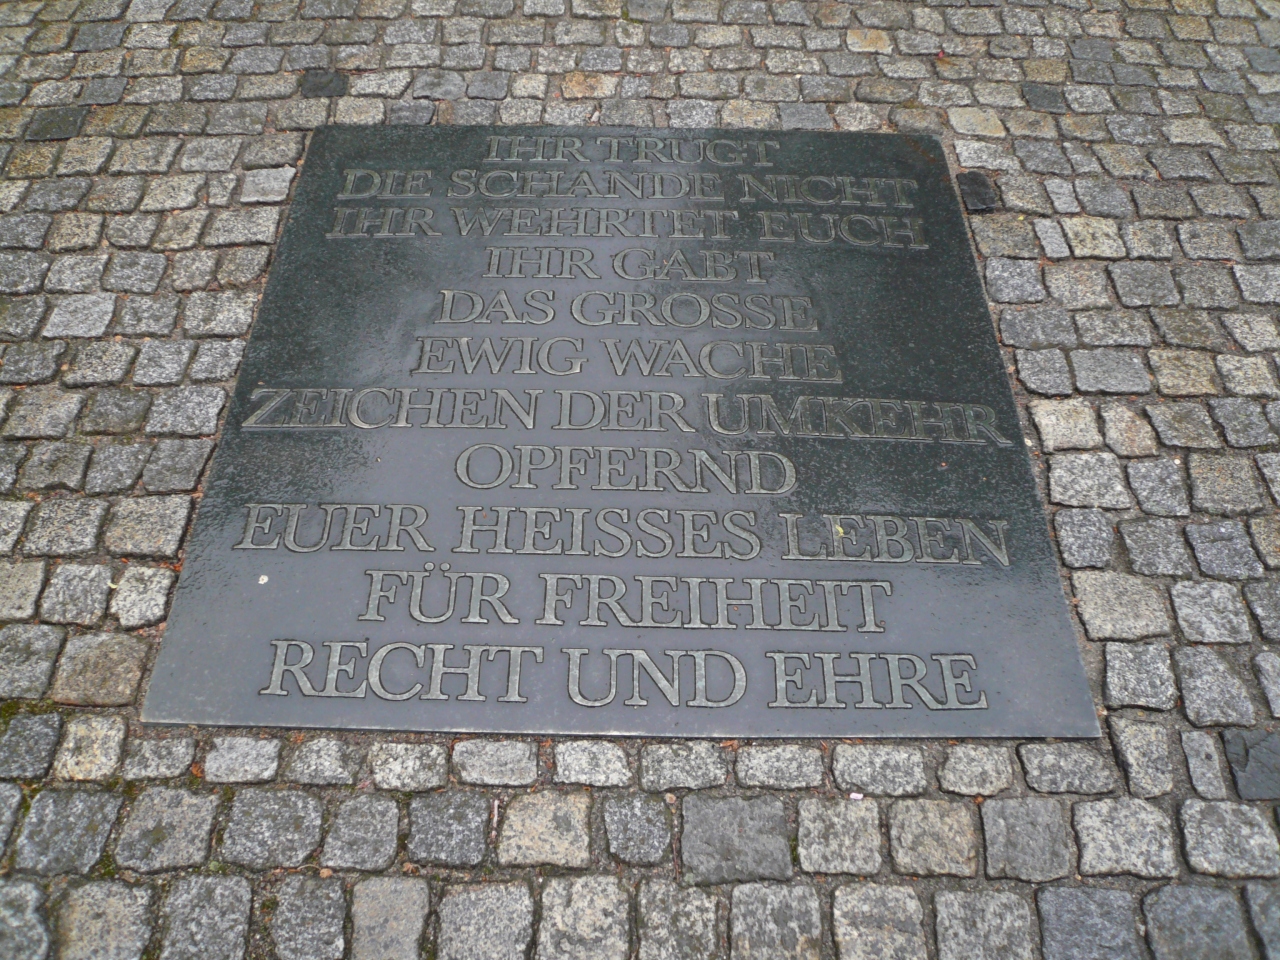 IHR TRUGT
DIE SCHANDE NICHT
IHR WEHRTET EUCH
IHR GABT
DAS GROSSE
EWIG WACHE
ZEICHEN DER UMKEHR
OPFERND
EUER HEISSES LEBEN
FÜR FREIHEIT
RECHT UND EHRE